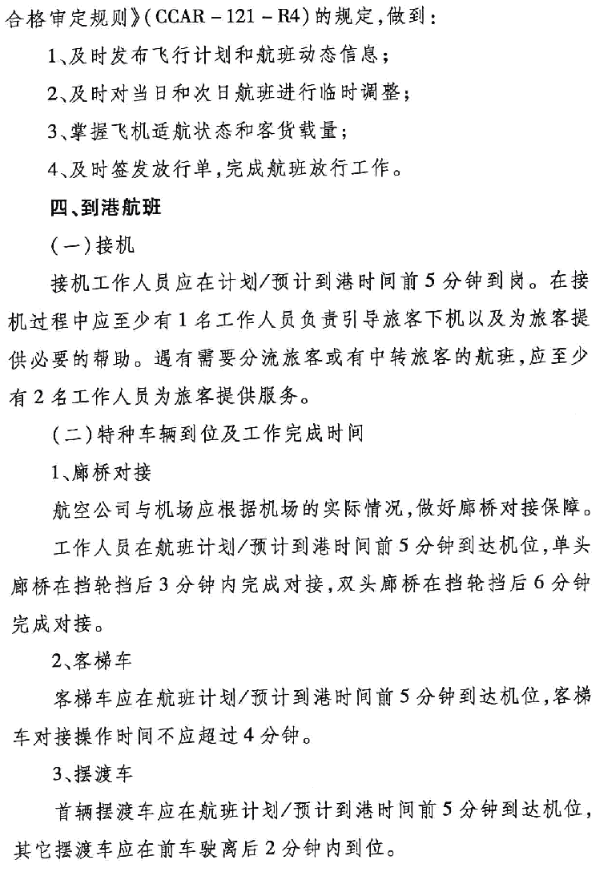 合格审定规则》(CCAR-121-R4)的规定,做到:
1、及时发布飞行计划和航班动态信息;
2、及时对当日和次日航班进行临时调整;
3、掌握飞机适航状态和客货载量;
4、及时签发放行单,完成航班放行工作。
四、到港航班
(一)接机
接机工作人员应在计划/预计到港时间前5分钟到岗。在接
机过程中应至少有1名工作人员负责引导旅客下机以及为旅客提
供必要的帮助。遇有需要分流旅客或有中转旅客的航班,应至少
有2名工作人员为旅客提供服务。
(二)特种车辆到位及工作完成时间
1、廊桥对接
航空公司与机场应根据机场的实际情况,做好廊桥对接保障。
工作人员在航班计划/预计到港时间前5分钟到达机位,单头
廊桥在挡轮挡后3分钟内完成对接,双头廊桥在挡轮挡后6分钟
完成对接。
2、客梯车
客梯车应在航班计划/预计到港时间前5分钟到达机位,客梯
车对接操作时间不应超过4分钟。
3、摆渡车
首辆摆渡车应在航班计划/预计到港时间前5分钟到达机位,
其它摆渡车应在前车驶离后2分钟内到位。